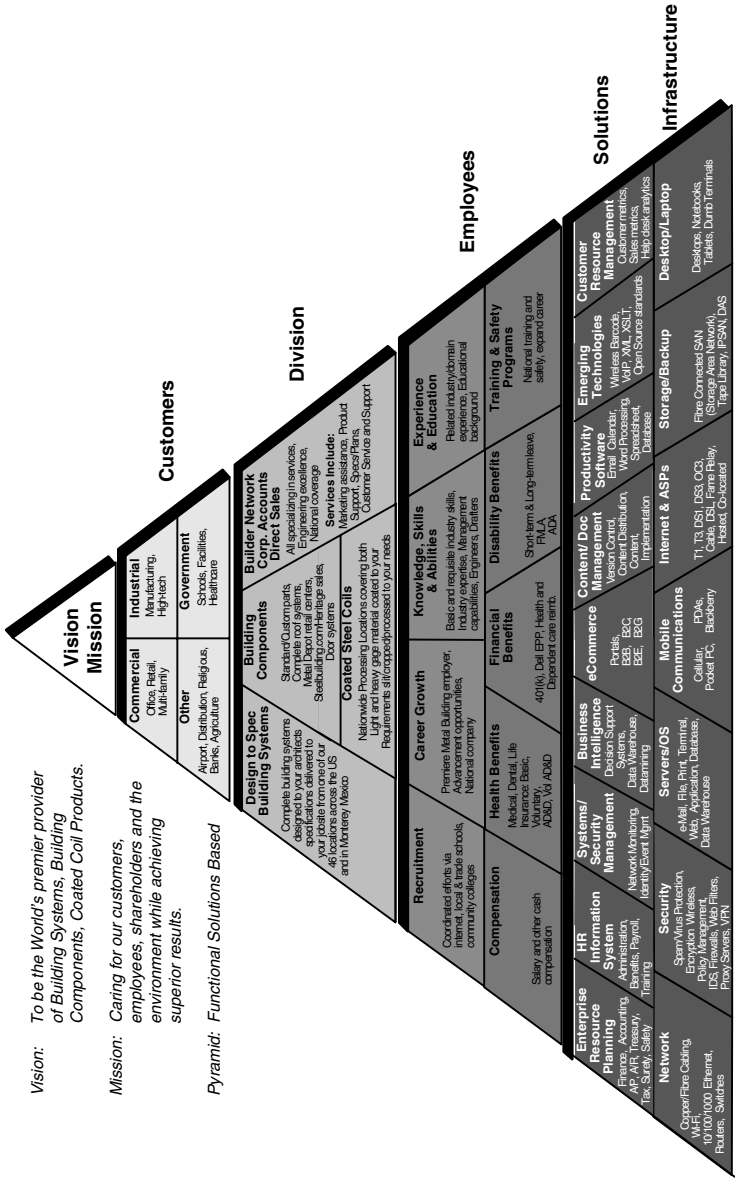 Vision: To be the World's premier provider
of Building Systems, Building
Components, Coated Coil Products.
Mission: Caring for our customers,
employees, shareholders and the
environment while achieving
superior results.
Pyramid: Functional Solutions Based
Vision
Mission
Customers
Commercial
Office, Retail,
Multi-family
Industrial
Manufacturing,
High-tech
Other
Airport, Distribution, Religious,
Banks, Agriculture
Government
Schools, Facilities,
Healthcare
Division
Design to Spec
Building Systems
Complete building systems
designed to your architects
specifications delivered to
your jobsite from one of our
46 locations across the US
and in Monterey Mexico
Building
Components
Standard/Custom parts,
Complete roof systems,
Metal Depot retail centers,
Steelbuilding.com/Heritage sales,
Door systems
Builder Network
Corp. Accounts
Direct Sales
All specializing in services,
Engineering excellence,
National coverage
Services Include:
Marketing assistance, Product
Support, Specs/Plans,
Customer Service and Support
Coated Steel Coils
Nationwide Processing Locations covering both
Light and heavy gage material coated to your
Requirements slit/cropped/processed to your needs
Employees
Recruitment
Coordinated efforts via
internet, local & trade schools,
community colleges
Career Growth
Premiere Metal Building employer,
Advancement opportunities,
National company
Knowledge, Skills
& Abilities
Basic and requisite industry skills,
Industry expertise, Management
capabilities, Engineers, Drafters
Experience
& Education
Related industry/domain
experience, Educational
background
Compensation
Salary and other cash
compensation
Health Benefits
Medical, Dental, Life
Insurance: Basic,
Voluntary,
AD&D, Vol AD&D
Financial
Benefits
401(k), Dell EPP, Health and
Dependent care reimb.
Disability Benefits
Short-term & Long-term leave,
FMLA,
ADA
Training & Safety
Programs
National training and
safety, expand career
Solutions
Enterprise
Resource
Planning
Finance, Accounting,
A/P, A/R, Treasury,
Tax, Surety, Safety
HR
Information
System
Administration,
Benefits, Payroll,
Training
Systems/
Security
Management
Network Monitoring,
Identity Event Mgmt
Business
Intelligence
Decision Support
Systems,
Data Warehouse,
Datamining
eCommerce
Portals,
B2B, B2C,
B2E, B2G
Content/ Doc
Management
Version Control,
Content Distribution,
Content,
Implementation
Productivity
Software
Email, Calendar,
Word Processing,
Spreadsheet,
Database
Emerging
Technologies
Wireless Barcode,
VoIP, XML, XSLT,
Open Source standards
Customer
Resource
Management
Customer metrics,
Sales metrics,
Help desk analytics
Infrastructure
Network
Copper/Fibre Cabling,
Wi-Fi,
10/100/1000 Ethernet,
Routers, Switches
Security
Spam/Virus Protection,
Encryption Wireless,
Policy Management,
IDS, Firewalls, Web Filters,
Proxy Servers, VPN
Servers/OS
e-Mail, File, Print, Terminal,
Web, Application, Database,
Data Warehouse
Mobile
Communications
Cellular, PDAs,
Pocket PC, Blackberry
Internet & ASPs
T1, T3, DS1, DS3, OC3,
Cable, DSL, Fame Relay,
Hosted, Co-located
Storage/Backup
Fibre Connected SAN
(Storage Area Network),
Tape Library, IPSAN, DAS
Desktop/Laptop
Desktops, Notebooks,
Tablets, Dumb Terminals